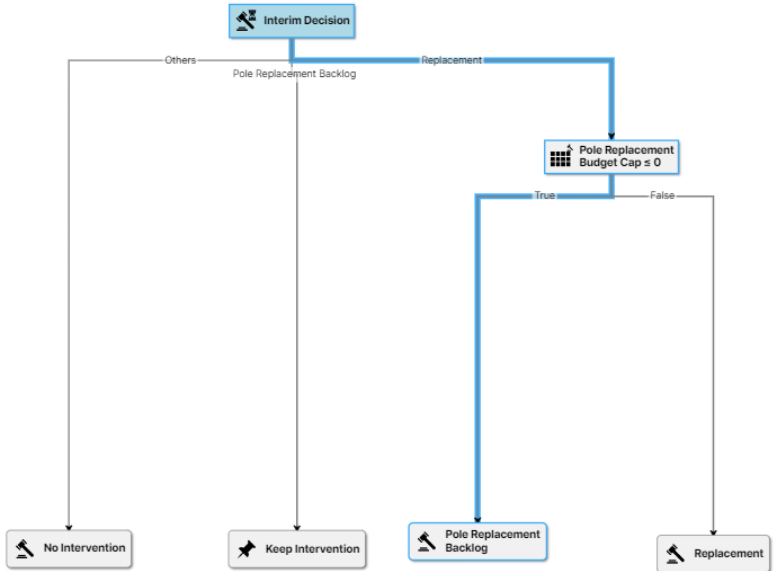 Interim Decision
Others
Replacement
Pole Replacement Backlog
Pole Replacement
Budget Cap ≤ 0
True
False
No Intervention
Keep Intervention
Pole Replacement
Backlog
Replacement